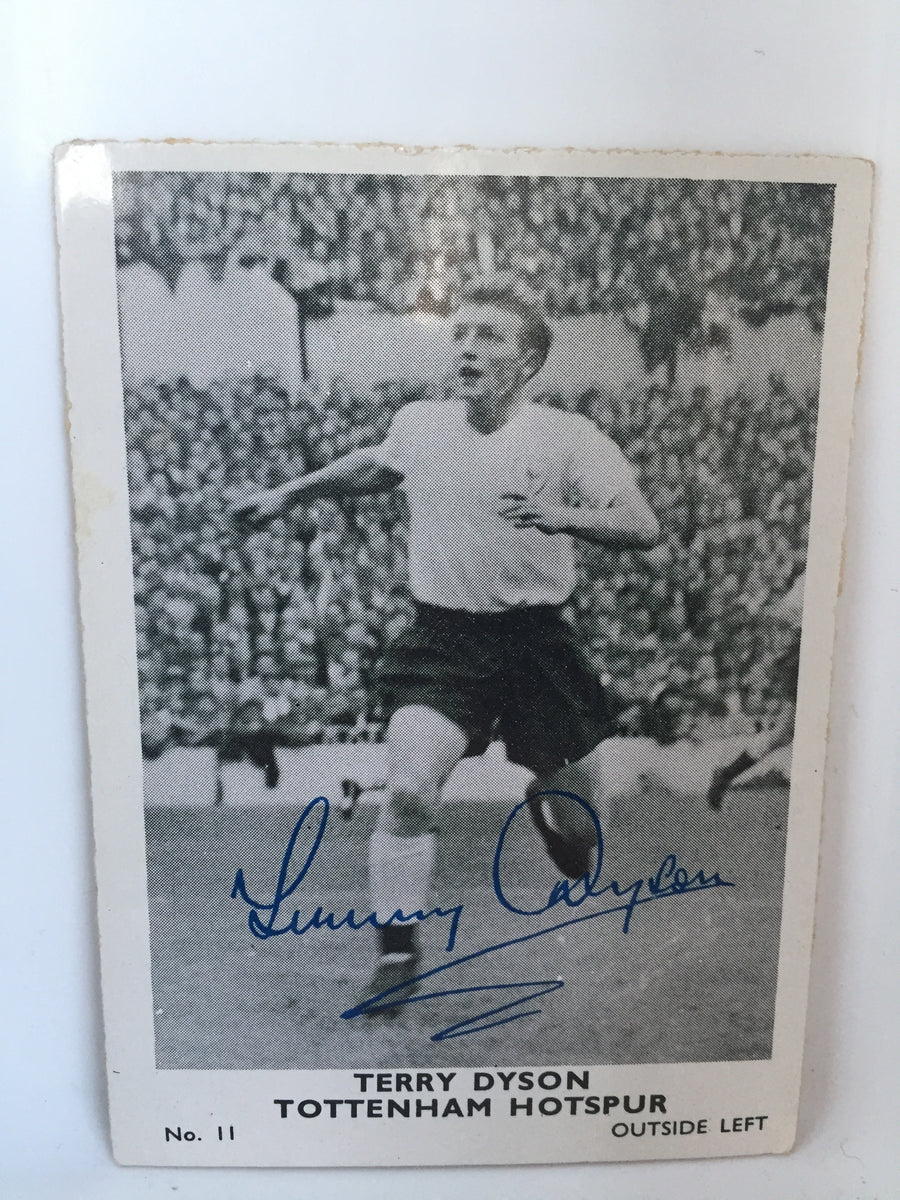 Terry Dyson
TERRY DYSON
TOTTENHAM HOTSPUR
No. 11
OUTSIDE LEFT